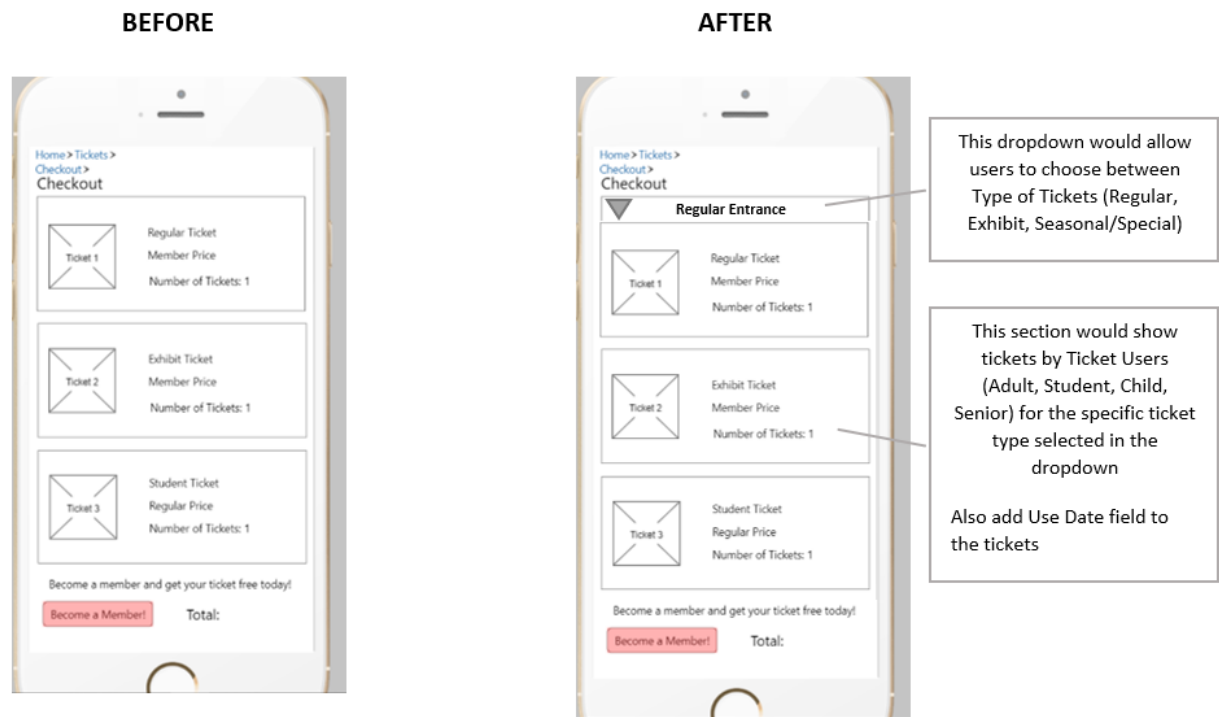 BEFORE
Home > Tickets >
Checkout >
Checkout
Ticket 1
Regular Ticket
Member Price
Number of Tickets: 1
Ticket 2
Exhibit Ticket
Member Price
Number of Tickets: 1
Ticket 3
Student Ticket
Regular Price
Number of Tickets: 1
Become a member and get your ticket free today!
Become a Member!
Total:
AFTER
Home > Tickets >
Checkout >
Checkout
Regular Entrance
Ticket 1
Regular Ticket
Member Price
Number of Tickets: 1
Ticket 2
Exhibit Ticket
Member Price
Number of Tickets: 1
Ticket 3
Student Ticket
Regular Price
Number of Tickets: 1
Become a member and get your ticket free today!
Become a Member!
Total:
This dropdown would allow
users to choose between
Type of Tickets (Regular,
Exhibit, Seasonal/Special)
This section would show
tickets by Ticket Users
(Adult, Student, Child,
Senior) for the specific ticket
type selected in the
dropdown
Also add Use Date field to
the tickets